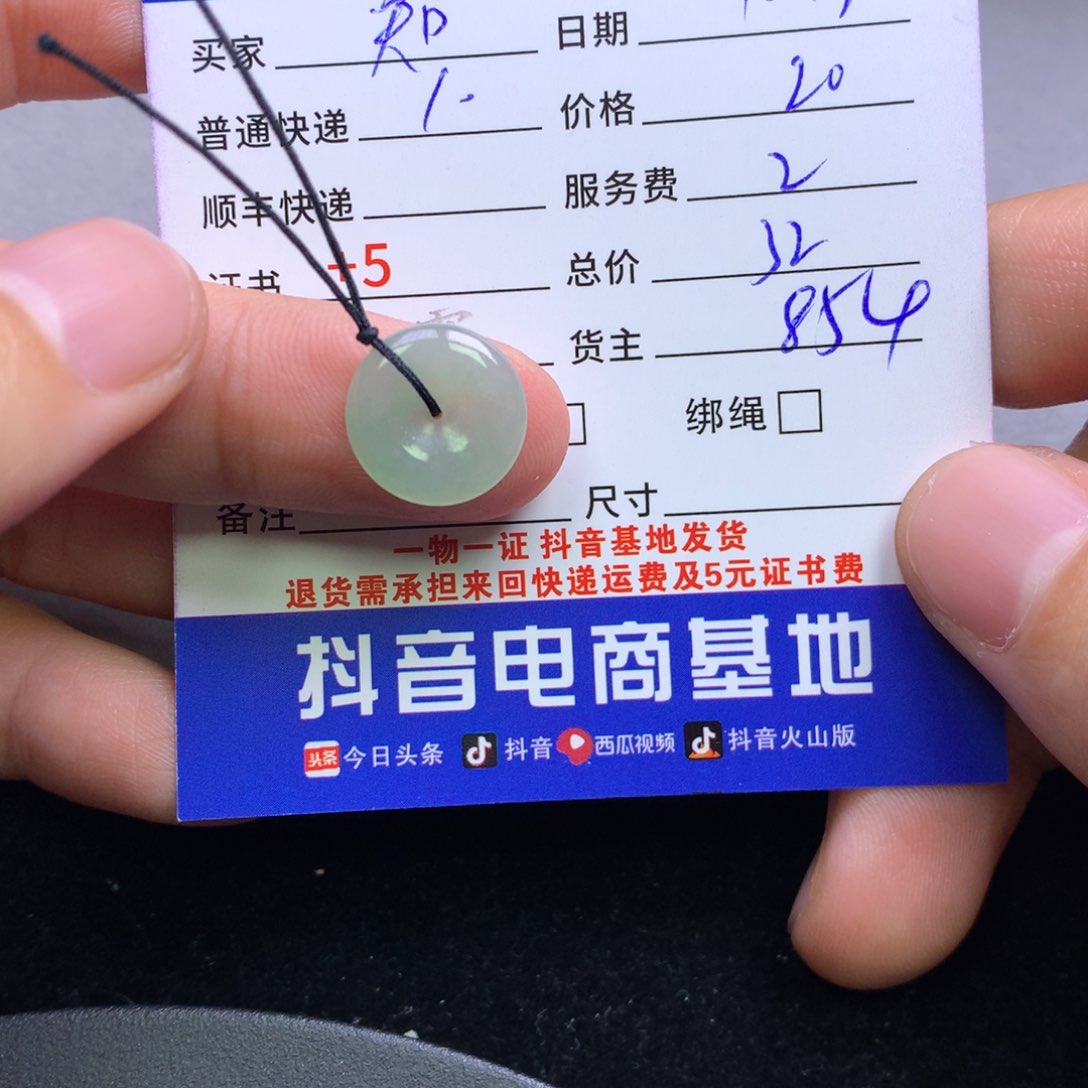 买家 日期
普通快递 1. 价格 20
顺丰快递 服务费 2
证书 +5 总价 32
货主 854
绑绳
备注 尺寸
一物一证 抖音基地发货
退货需承担来回快递运费及5元证书费
抖音电商基地
头条 今日头条 抖音 西瓜视频 抖音火山版